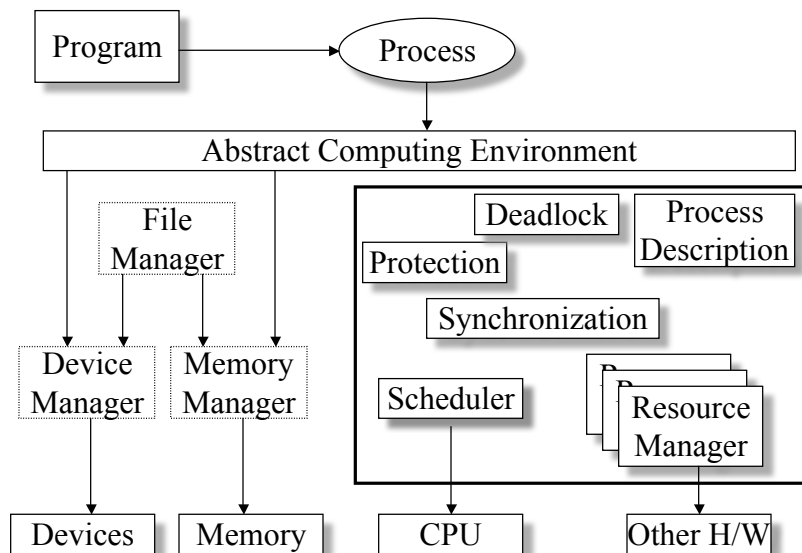 Program
Process
Abstract Computing Environment
File
Manager
Deadlock
Process
Description
Protection
Synchronization
Device
Manager
Memory
Manager
Scheduler
Resource
Manager
Devices
Memory
CPU
Other H/W